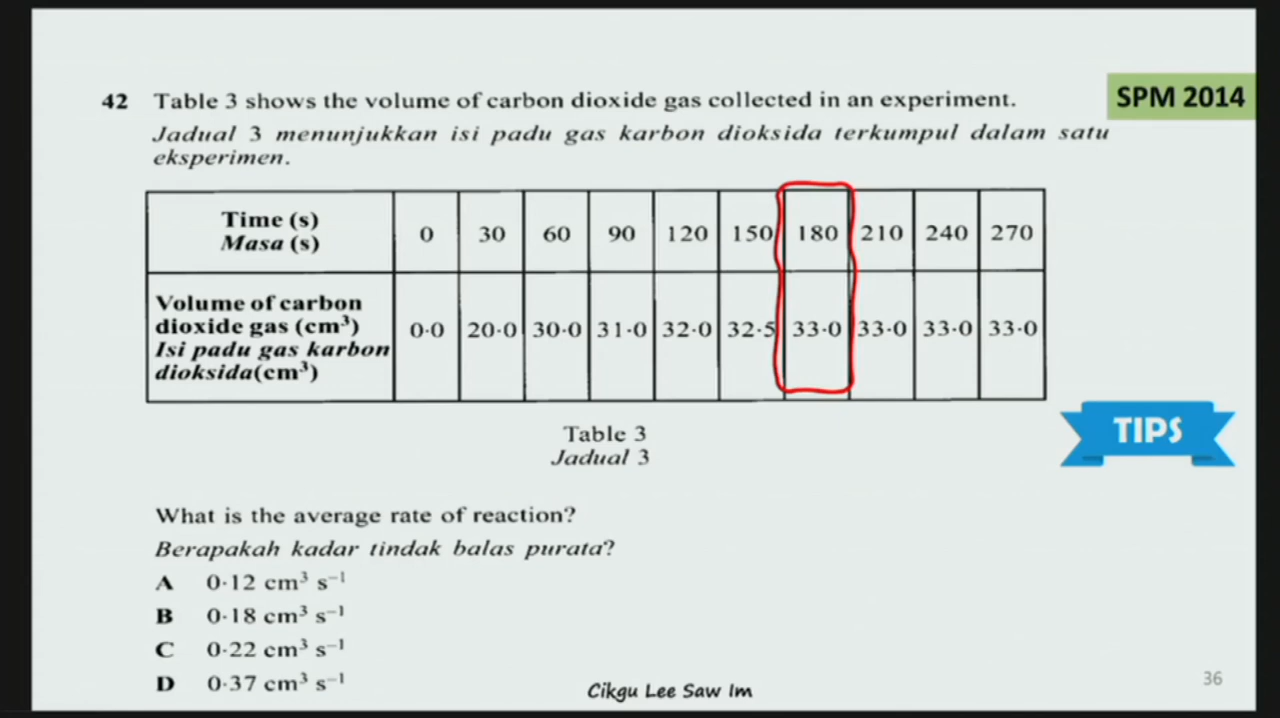 SPM 2014
42 Table 3 shows the volume of carbon dioxide gas collected in an experiment.
Jadual 3 menunjukkan isi padu gas karbon dioksida terkumpul dalam satu
eksperimen.
Time (s) 0 30 60 90 120 150 180 210 240 270
Masa (s)
Volume of carbon
dioxide gas (cm³) 0·0 20·0 30·0 31·0 32·0 32·5 33·0 33·0 33·0 33·0
Isi padu gas karbon
dioksida(cm³)
Table 3
Jadual 3
TIPS
What is the average rate of reaction?
Berapakah kadar tindak balas purata?
A 0·12 cm³ s⁻¹
B 0·18 cm³ s⁻¹
C 0·22 cm³ s⁻¹
D 0·37 cm³ s⁻¹
Cikgu Lee Saw Im
36